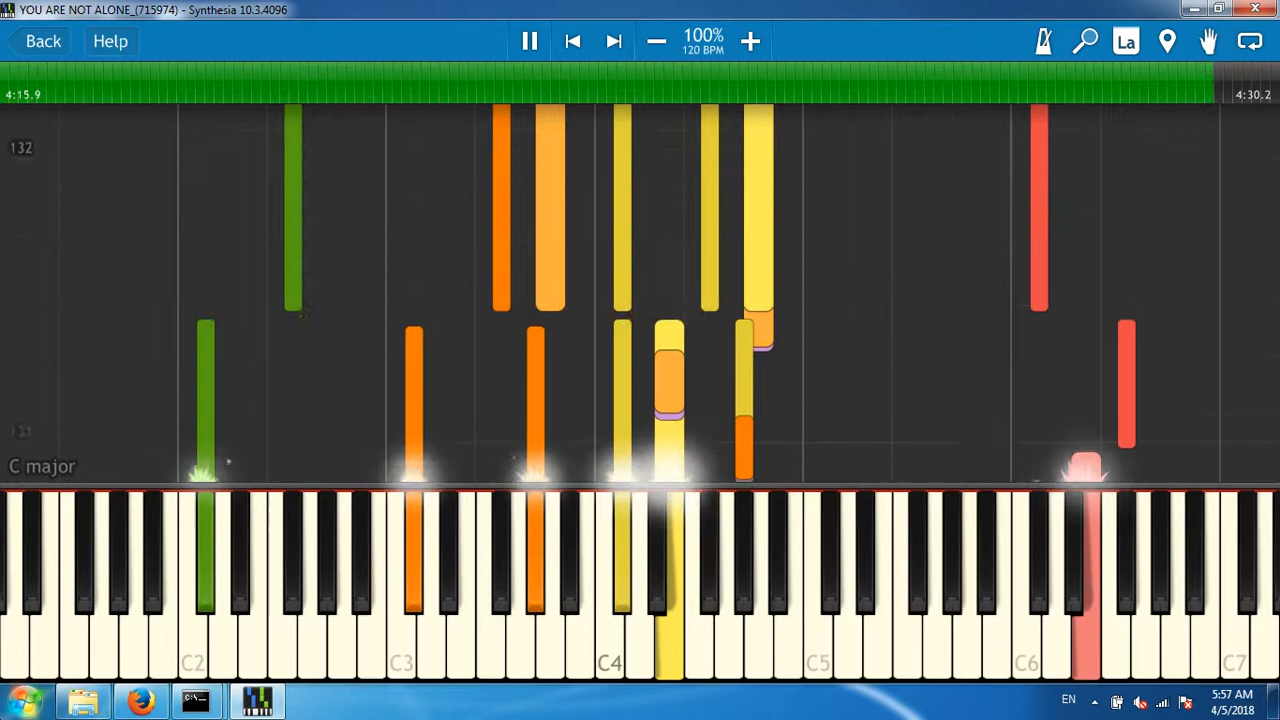 YOU ARE NOT ALONE_(715974) - Synthesia 10.3.4096
Back
Help
100%
120 BPM
La
4:15.9
4:30.2
132
131
C major
C2
C3
C4
C5
C6
C7
EN
5:57 AM
4/5/2018